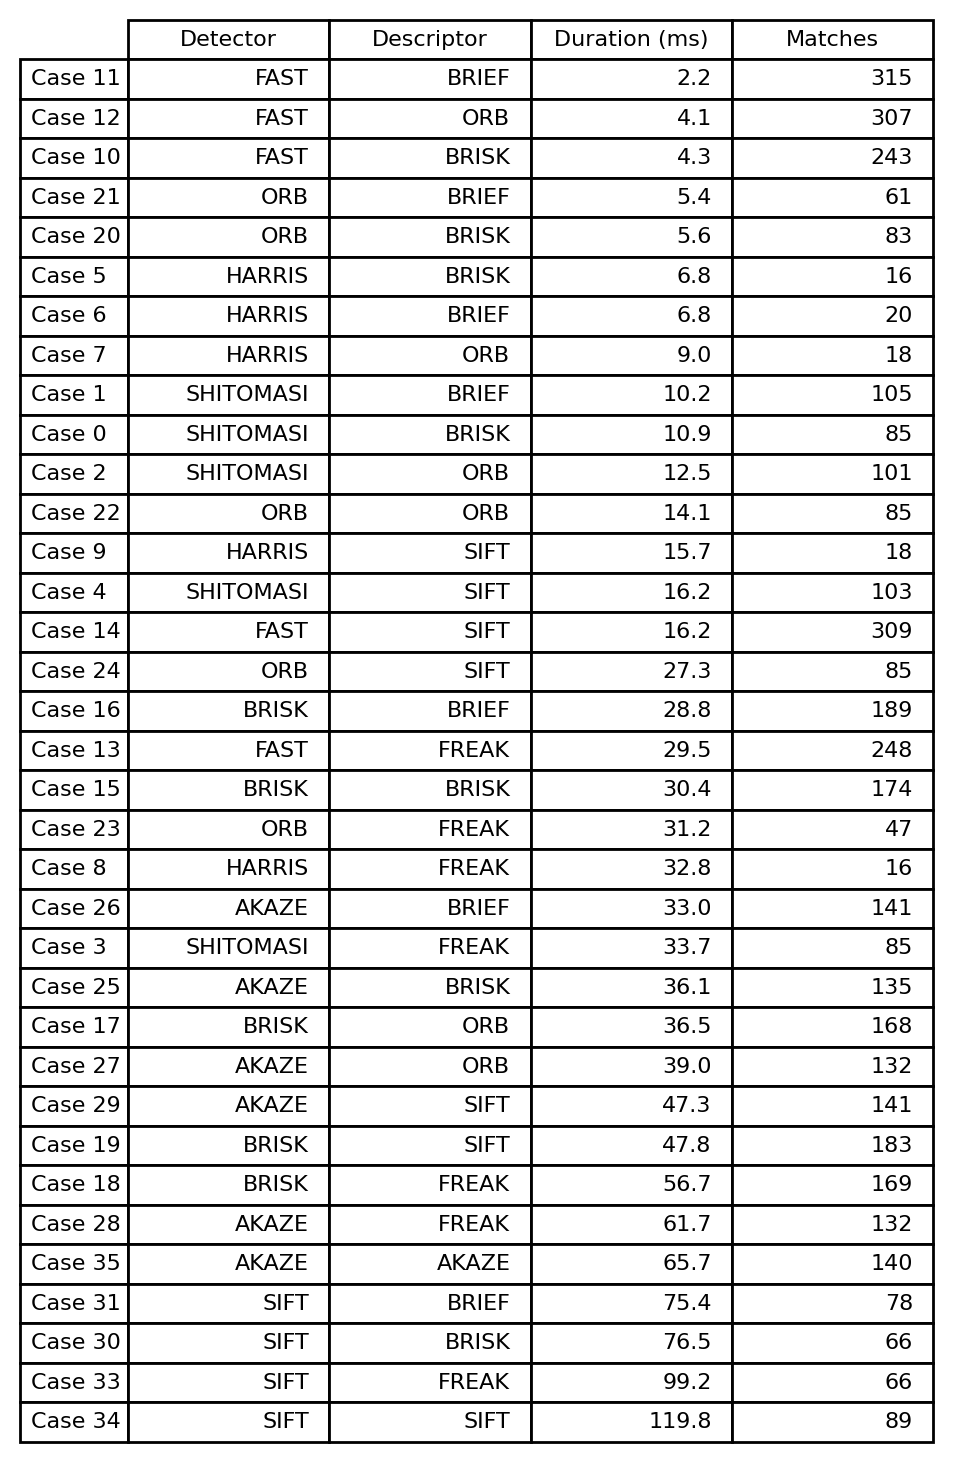 Detector Descriptor Duration (ms) Matches
Case 11 FAST BRIEF 2.2 315
Case 12 FAST ORB 4.1 307
Case 10 FAST BRISK 4.3 243
Case 21 ORB BRIEF 5.4 61
Case 20 ORB BRISK 5.6 83
Case 5 HARRIS BRISK 6.8 16
Case 6 HARRIS BRIEF 6.8 20
Case 7 HARRIS ORB 9.0 18
Case 1 SHITOMASI BRIEF 10.2 105
Case 0 SHITOMASI BRISK 10.9 85
Case 2 SHITOMASI ORB 12.5 101
Case 22 ORB ORB 14.1 85
Case 9 HARRIS SIFT 15.7 18
Case 4 SHITOMASI SIFT 16.2 103
Case 14 FAST SIFT 16.2 309
Case 24 ORB SIFT 27.3 85
Case 16 BRISK BRIEF 28.8 189
Case 13 FAST FREAK 29.5 248
Case 15 BRISK BRISK 30.4 174
Case 23 ORB FREAK 31.2 47
Case 8 HARRIS FREAK 32.8 16
Case 26 AKAZE BRIEF 33.0 141
Case 3 SHITOMASI FREAK 33.7 85
Case 25 AKAZE BRISK 36.1 135
Case 17 BRISK ORB 36.5 168
Case 27 AKAZE ORB 39.0 132
Case 29 AKAZE SIFT 47.3 141
Case 19 BRISK SIFT 47.8 183
Case 18 BRISK FREAK 56.7 169
Case 28 AKAZE FREAK 61.7 132
Case 35 AKAZE AKAZE 65.7 140
Case 31 SIFT BRIEF 75.4 78
Case 30 SIFT BRISK 76.5 66
Case 33 SIFT FREAK 99.2 66
Case 34 SIFT SIFT 119.8 89